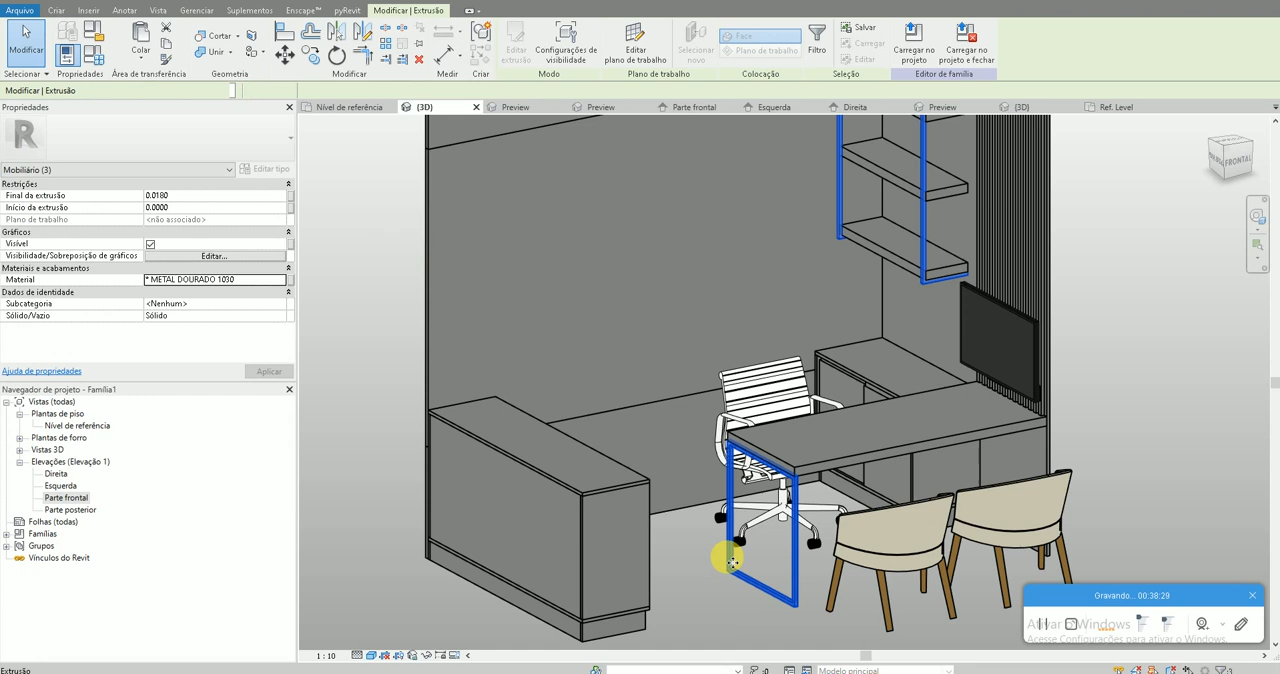 Arquivo Criar Inserir Anotar Vista Gerenciar Suplementos Enscape™ pyRevit Modificar | Extrusão
Modificar
Colar
Cortar
Unir
Editar extrusão
Configurações de visibilidade
Editar plano de trabalho
Selecionar novo
Face
Plano de trabalho
Filtro
Salvar
Carregar
Editar
Carregar no projeto
Carregar no projeto e fechar
Selecionar Propriedades Área de transferência Geometria Modificar Medir Criar Modo Plano de trabalho Colocação Seleção Editor de família
Modificar | Extrusão
Propriedades
Nível de referência {3D} Preview Preview Parte frontal Esquerda Direita Preview {3D} Ref. Level
R
Mobiliário (3) Editar tipo
Restrições
Final da extrusão 0.0180
Início da extrusão 0.0000
Plano de trabalho <não associado>
Gráficos
Visível
Visibilidade/Sobreposição de gráficos Editar...
Materiais e acabamentos
Material * METAL DOURADO 1030
Dados de identidade
Subcategoria <Nenhum>
Sólido/Vazio Sólido
Ajuda de propriedades Aplicar
Navegador de projeto - Família1
Vistas (todas)
Plantas de piso
Nível de referência
Plantas de forro
Vistas 3D
Elevações (Elevação 1)
Direita
Esquerda
Parte frontal
Parte posterior
Folhas (todas)
Famílias
Grupos
Vínculos do Revit
FRONTAL
Gravando... 00:38:29
Ativar o Windows
Acesse Configurações para ativar o Windows.
1 : 10
Extrusão
:0
Modelo principal